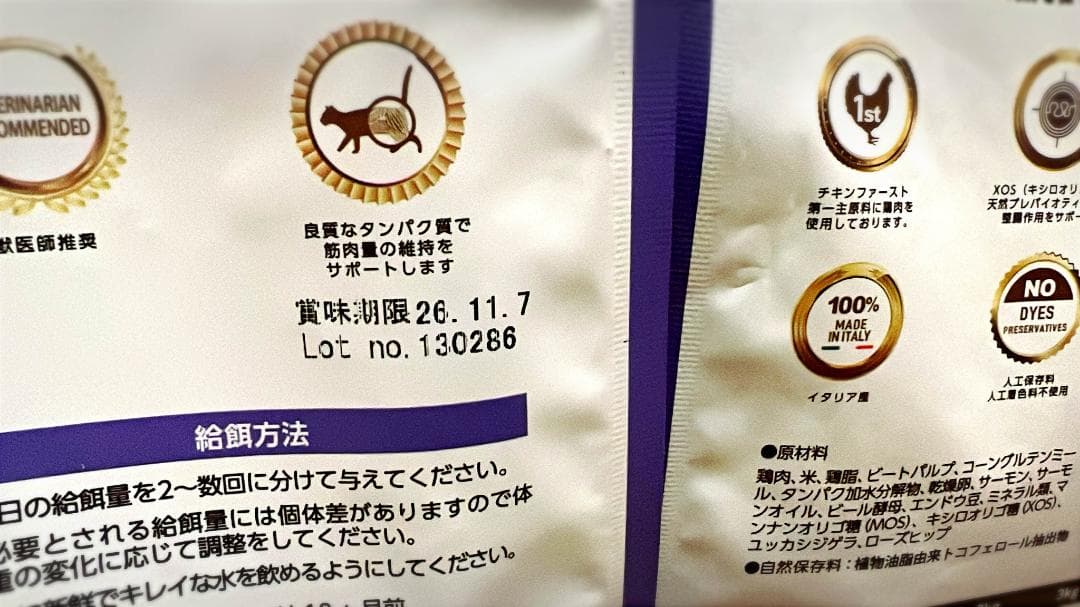 ERINARIAN
OMMENDED
獣医師推奨
良質なタンパク質で
筋肉量の維持を
サポートします
賞味期限 26.11.7
Lot no. 130286
給餌方法
日の給餌量を2〜数回に分けて与えてください。
必要とされる給餌量には個体差がありますので体
重の変化に応じて調整をしてください。
新鮮でキレイな水を飲めるようにしてください。
1st
チキンファースト
第一主原料に鶏肉を
使用しております。
XOS（キシロオリ
天然プレバイオティ
整腸作用をサポー
100%
MADE
IN ITALY
イタリア産
NO
DYES
PRESERVATIVES
人工保存料
人工着色料不使用
●原材料
鶏肉、米、鶏脂、ビートパルプ、コーングルテンミー
ル、タンパク加水分解物、乾燥卵、サーモン、サーモ
ンオイル、ビール酵母、エンドウ豆、ミネラル類、マ
ンナンオリゴ糖（MOS）、キシロオリゴ糖（XOS）、
ユッカシジゲラ、ローズヒップ
●自然保存料：植物油脂由来トコフェロール抽出物
3kg